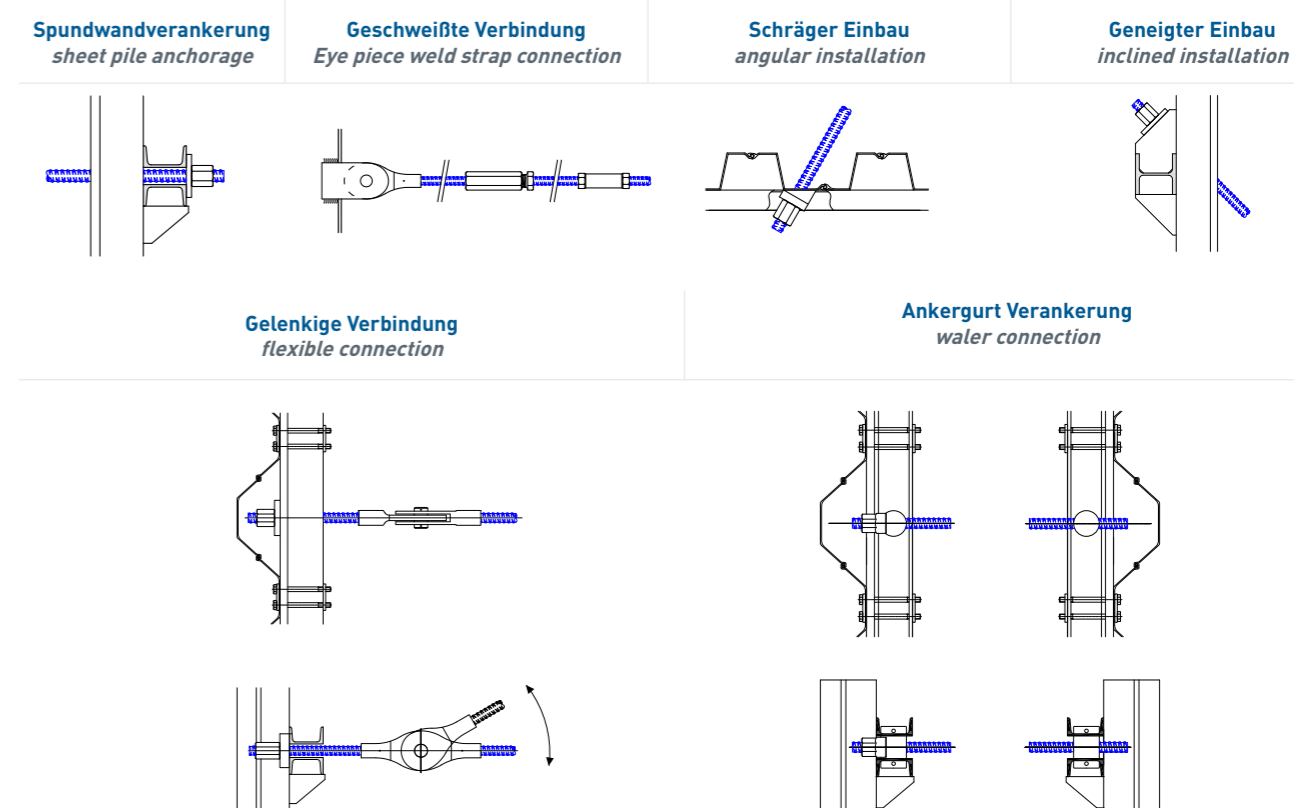 Spundwandverankerung
sheet pile anchorage
Geschweißte Verbindung
Eye piece weld strap connection
Schräger Einbau
angular installation
Geneigter Einbau
inclined installation
Gelenkige Verbindung
flexible connection
Ankergurt Verankerung
waler connection